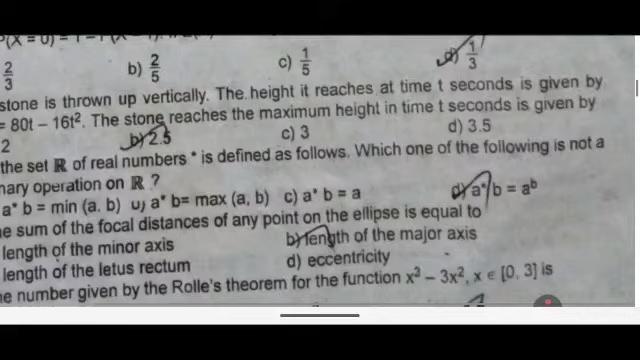 P(X = 0) = 1 – P(X
2/3 b) 2/5 c) 1/5 d) 1/3
stone is thrown up vertically. The height it reaches at time t seconds is given by
= 80t – 16t². The stone reaches the maximum height in time t seconds is given by
2 b) 2.5 c) 3 d) 3.5
the set ℝ of real numbers * is defined as follows. Which one of the following is not a
nary operation on ℝ ?
a* b = min (a. b) b) a* b= max (a, b) c) a* b = a d) a* b = aᵇ
e sum of the focal distances of any point on the ellipse is equal to
length of the minor axis b) length of the major axis
length of the letus rectum d) eccentricity
e number given by the Rolle's theorem for the function x³ – 3x², x ∈ [0, 3] is